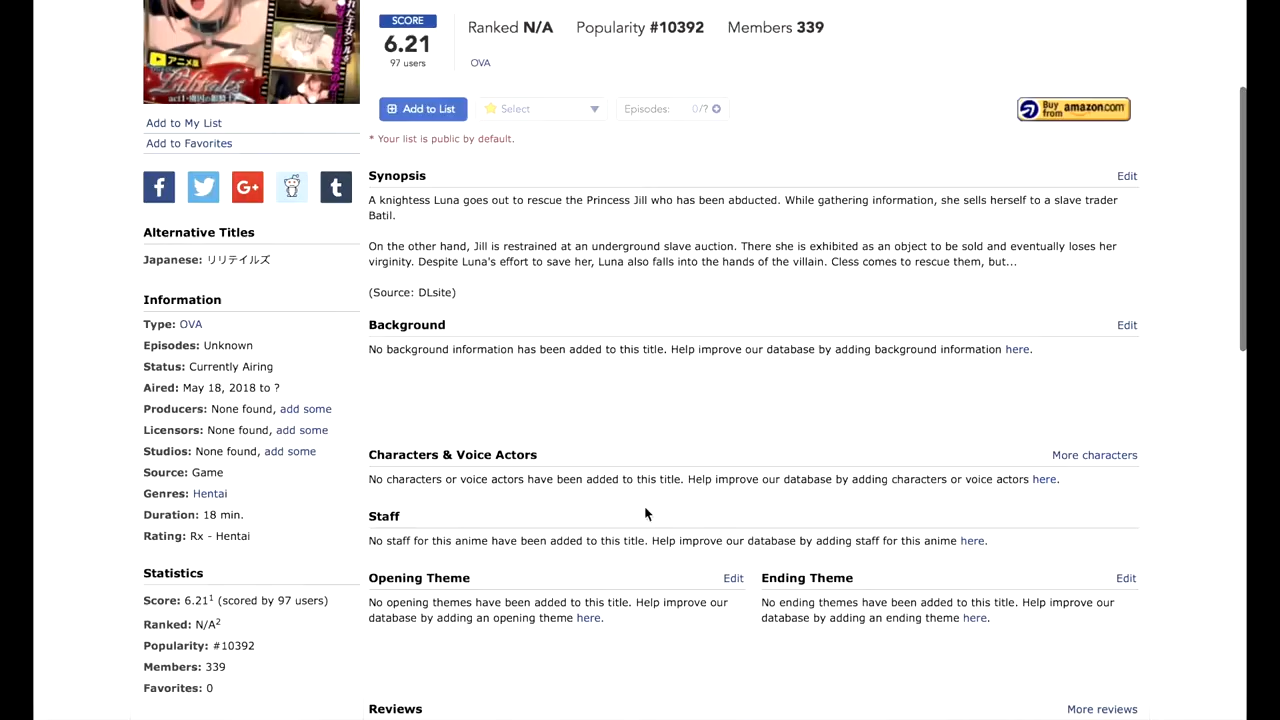 アニメ版
Lilitales
SCORE
6.21
97 users
Ranked N/A Popularity #10392 Members 339
OVA
Add to List
Select
Episodes: 0/?
Buy from amazon.com
* Your list is public by default.
Add to My List
Add to Favorites
f
G+
t
Alternative Titles
Japanese: リリテイルズ
Information
Type: OVA
Episodes: Unknown
Status: Currently Airing
Aired: May 18, 2018 to ?
Producers: None found, add some
Licensors: None found, add some
Studios: None found, add some
Source: Game
Genres: Hentai
Duration: 18 min.
Rating: Rx - Hentai
Statistics
Score: 6.21¹ (scored by 97 users)
Ranked: N/A²
Popularity: #10392
Members: 339
Favorites: 0
Synopsis Edit
A knightess Luna goes out to rescue the Princess Jill who has been abducted. While gathering information, she sells herself to a slave trader
Batil.
On the other hand, Jill is restrained at an underground slave auction. There she is exhibited as an object to be sold and eventually loses her
virginity. Despite Luna's effort to save her, Luna also falls into the hands of the villain. Cless comes to rescue them, but...
(Source: DLsite)
Background Edit
No background information has been added to this title. Help improve our database by adding background information here.
Characters & Voice Actors More characters
No characters or voice actors have been added to this title. Help improve our database by adding characters or voice actors here.
Staff
No staff for this anime have been added to this title. Help improve our database by adding staff for this anime here.
Opening Theme Edit
No opening themes have been added to this title. Help improve our
database by adding an opening theme here.
Ending Theme Edit
No ending themes have been added to this title. Help improve our
database by adding an ending theme here.
Reviews More reviews